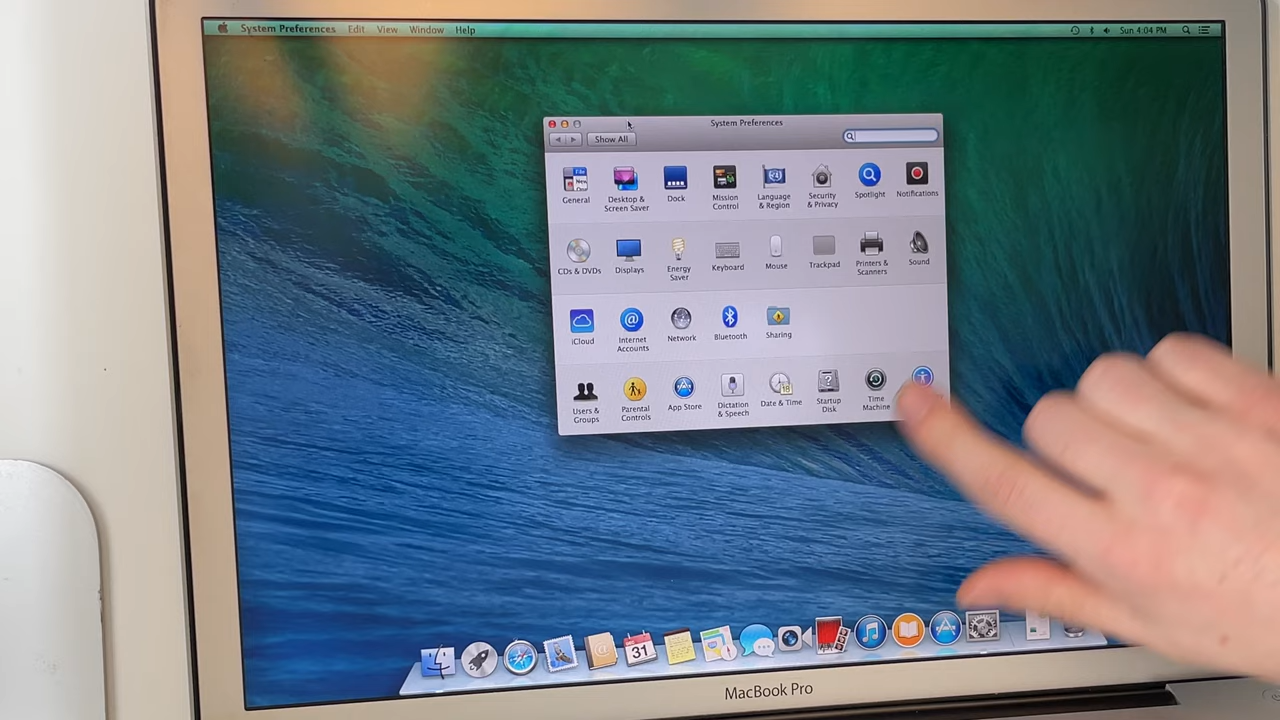 System Preferences Edit View Window Help Sun 4:04 PM
System Preferences
Show All
General
Desktop &
Screen Saver
Dock
Mission
Control
Language
& Region
Security
& Privacy
Spotlight
Notifications
CDs & DVDs
Displays
Energy
Saver
Keyboard
Mouse
Trackpad
Printers &
Scanners
Sound
iCloud
Internet
Accounts
Network
Bluetooth
Sharing
Users &
Groups
Parental
Controls
App Store
Dictation
& Speech
Date & Time
18
Startup
Disk
Time
Machine
31
MacBook Pro